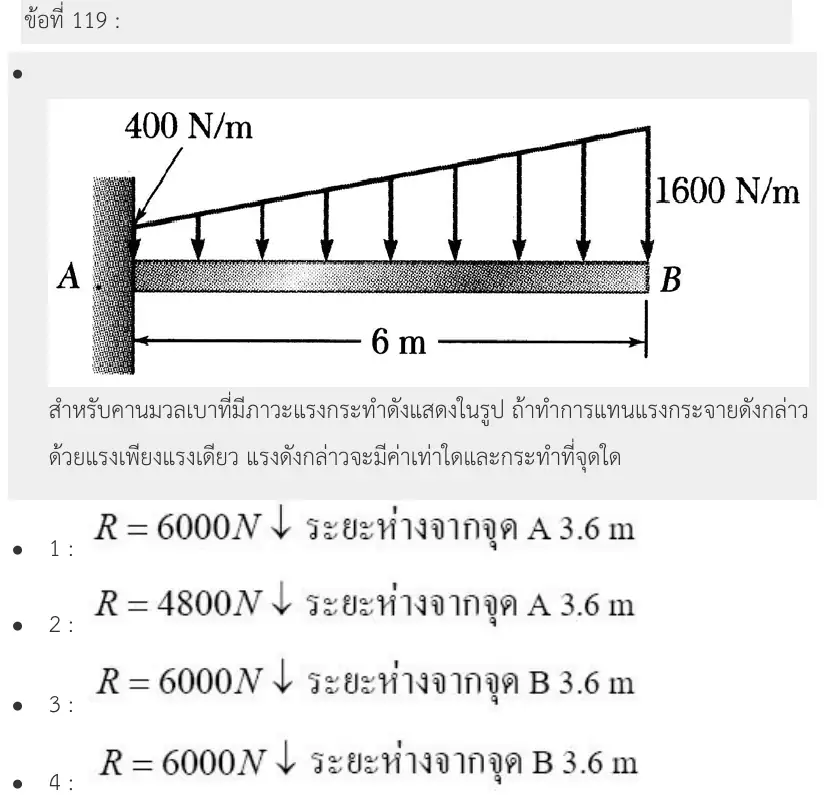 ข้อที่ 119 :
400 N/m
1600 N/m
A
B
6 m
สำหรับคานมวลเบาที่มีภาวะแรงกระทำดังแสดงในรูป ถ้าทำการแทนแรงกระจายดังกล่าว
ด้วยแรงเพียงแรงเดียว แรงดังกล่าวจะมีค่าเท่าใดและกระทำที่จุดใด
1 : R = 6000N ↓ ระยะห่างจากจุด A 3.6 m
2 : R = 4800N ↓ ระยะห่างจากจุด A 3.6 m
3 : R = 6000N ↓ ระยะห่างจากจุด B 3.6 m
4 : R = 6000N ↓ ระยะห่างจากจุด B 3.6 m